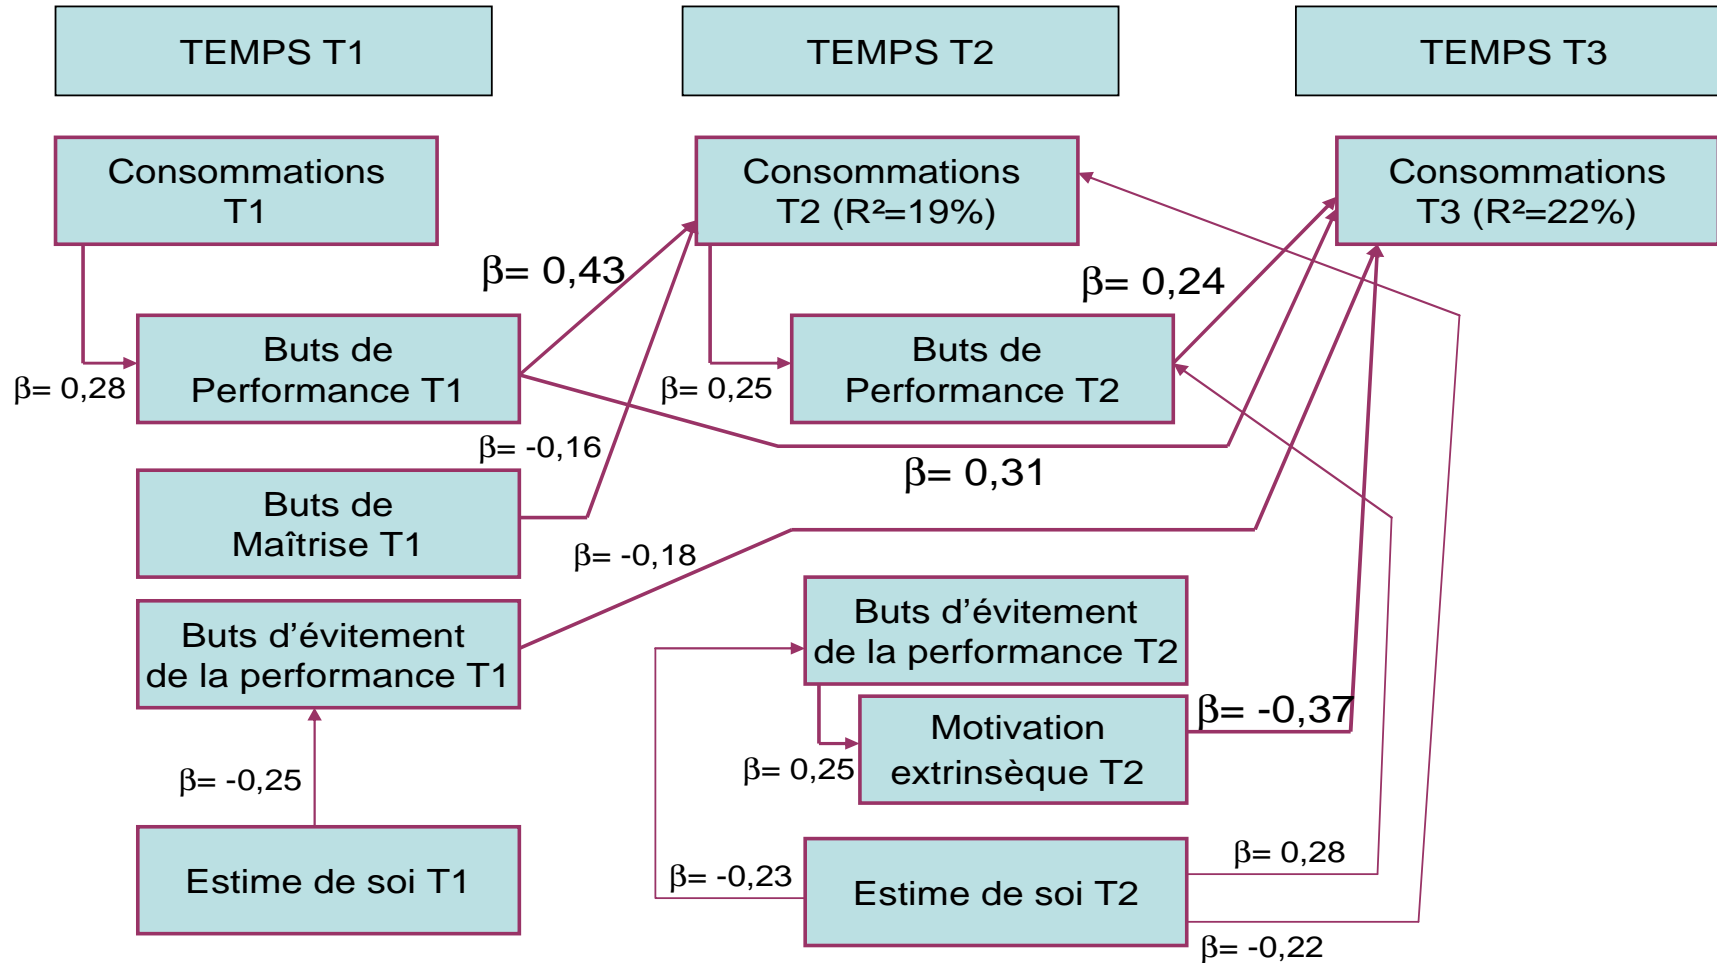 TEMPS T1
TEMPS T2
TEMPS T3
Consommations
T1
Consommations
T2 (R²=19%)
Consommations
T3 (R²=22%)
β= 0,43
β= 0,24
Buts de
Performance T1
β= 0,28
Buts de
Performance T2
β= 0,25
β= -0,16
β= 0,31
Buts de
Maîtrise T1
β= -0,18
Buts d’évitement
de la performance T1
Buts d’évitement
de la performance T2
β= -0,37
Motivation
extrinsèque T2
β= 0,25
β= -0,25
Estime de soi T1
β= -0,23
Estime de soi T2
β= 0,28
β= -0,22